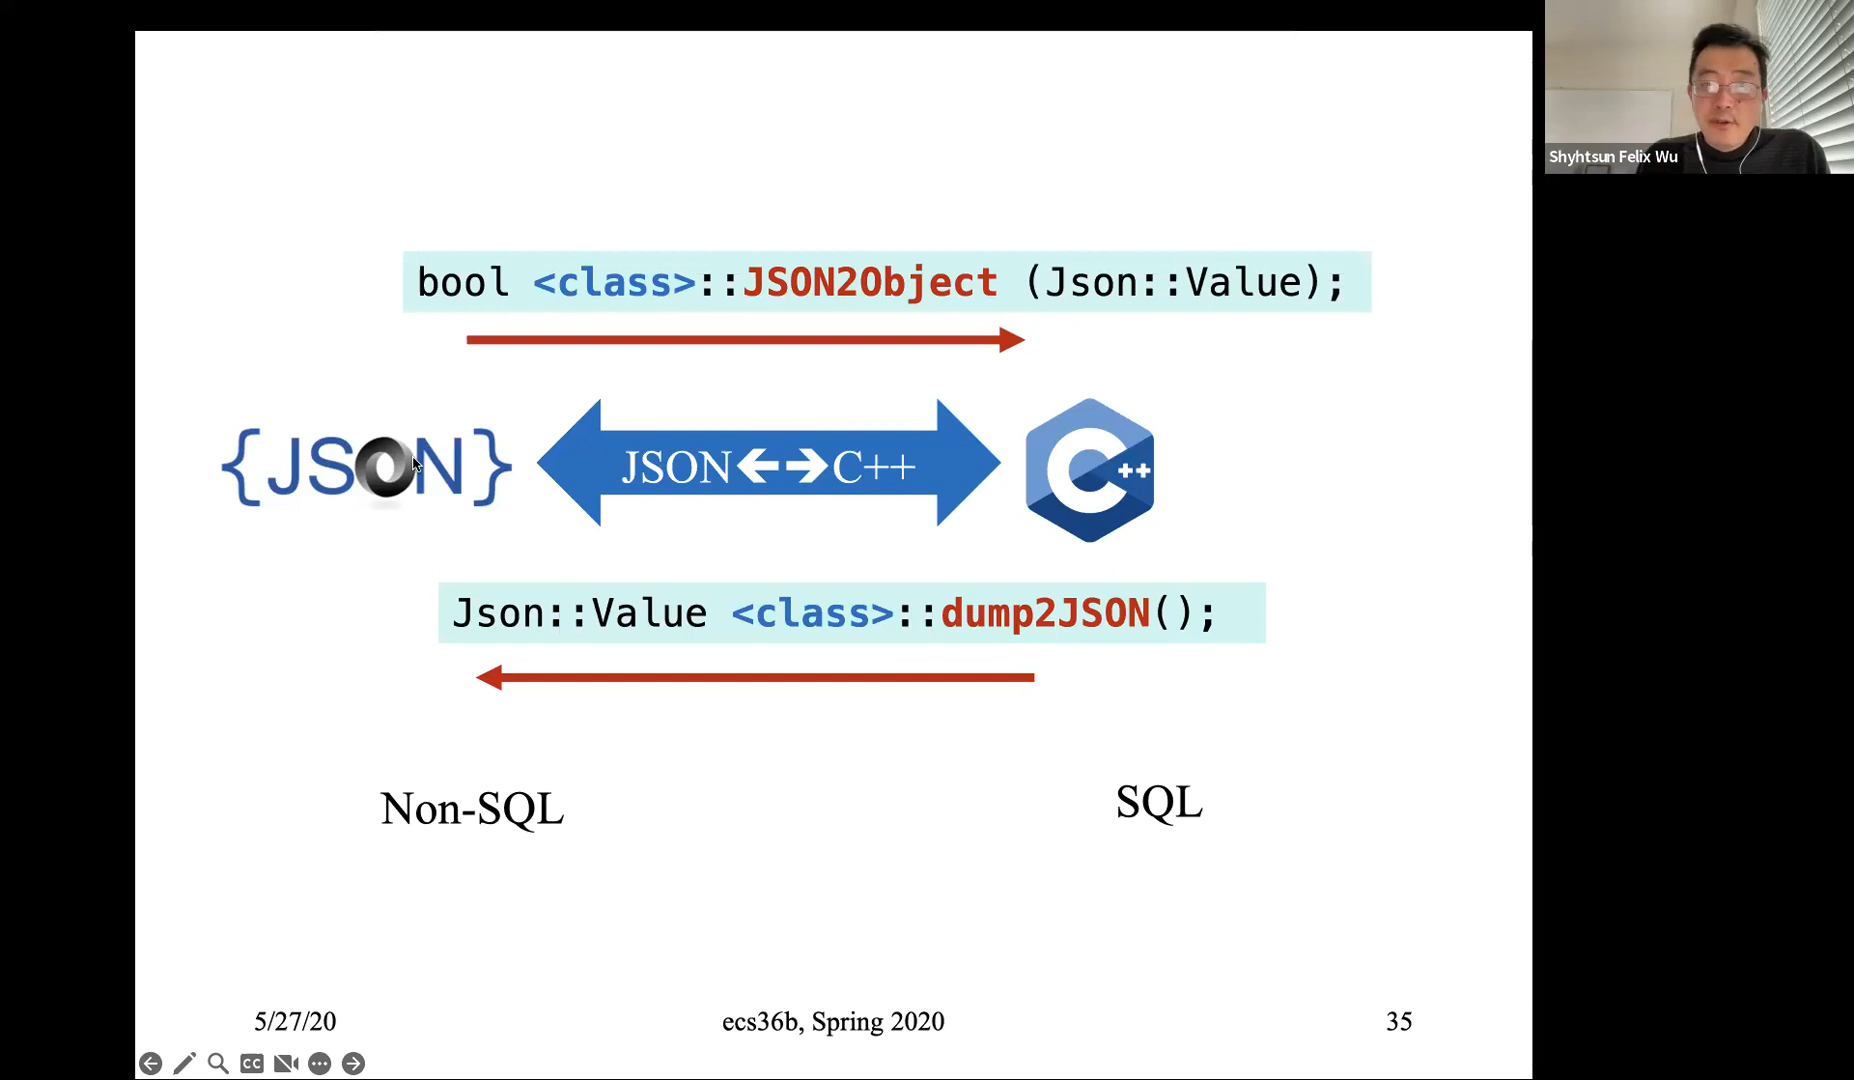 Shyhtsun Felix Wu
bool <class>::JSON2Object (Json::Value);
{JSON}
JSON🡨🡪C++
C++
Json::Value <class>::dump2JSON();
Non-SQL
SQL
5/27/20
ecs36b, Spring 2020
35
CC